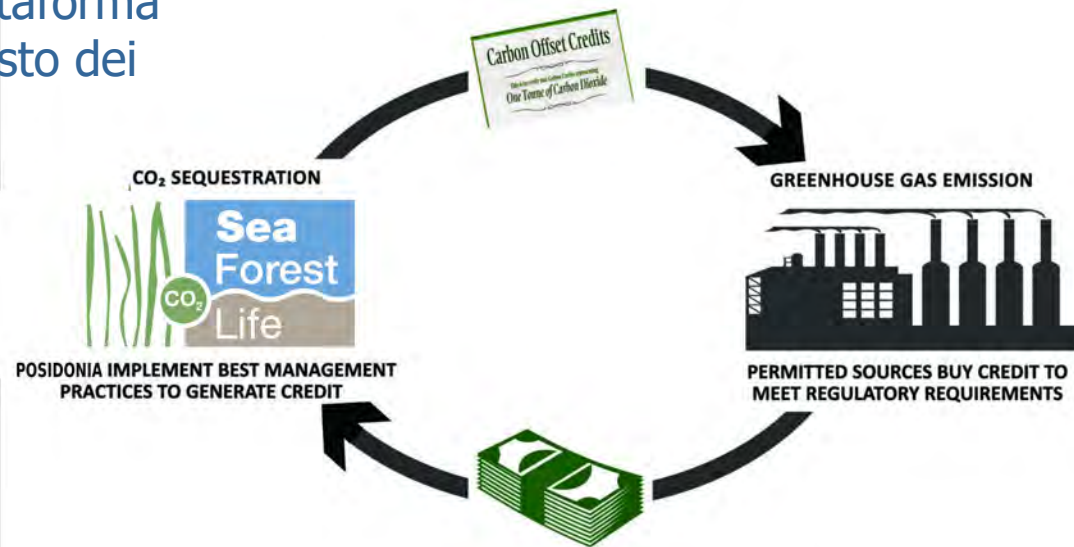 taforma
sto dei
Carbon Offset Credits
One Tonne of Carbon Dioxide
CO₂ SEQUESTRATION
Sea
Forest
CO₂
Life
POSIDONIA IMPLEMENT BEST MANAGEMENT
PRACTICES TO GENERATE CREDIT
GREENHOUSE GAS EMISSION
PERMITTED SOURCES BUY CREDIT TO
MEET REGULATORY REQUIREMENTS